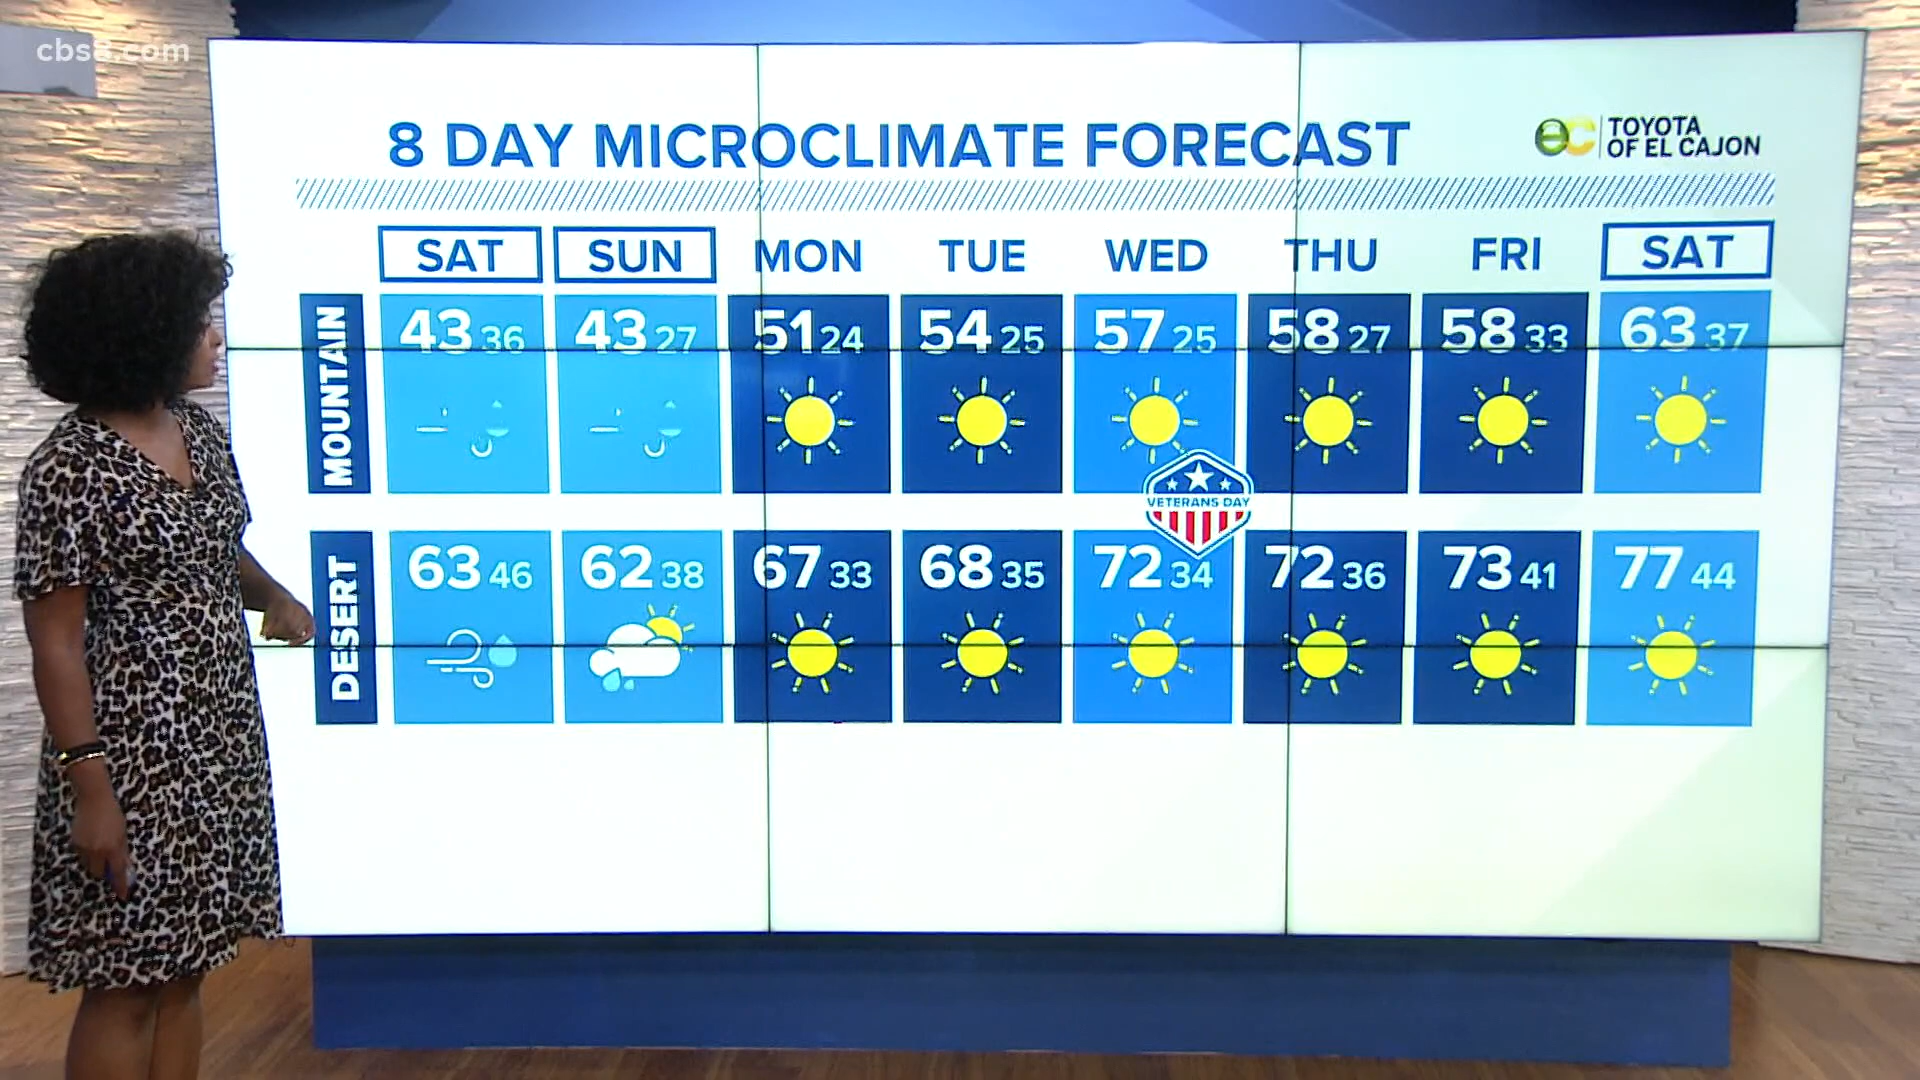 cbs8.com
8 DAY MICROCLIMATE FORECAST
eC TOYOTA
OF EL CAJON
SAT SUN MON TUE WED THU FRI SAT
MOUNTAIN
43 36 43 27 51 24 54 25 57 25 58 27 58 33 63 37
VETERANS DAY
DESERT
63 46 62 38 67 33 68 35 72 34 72 36 73 41 77 44